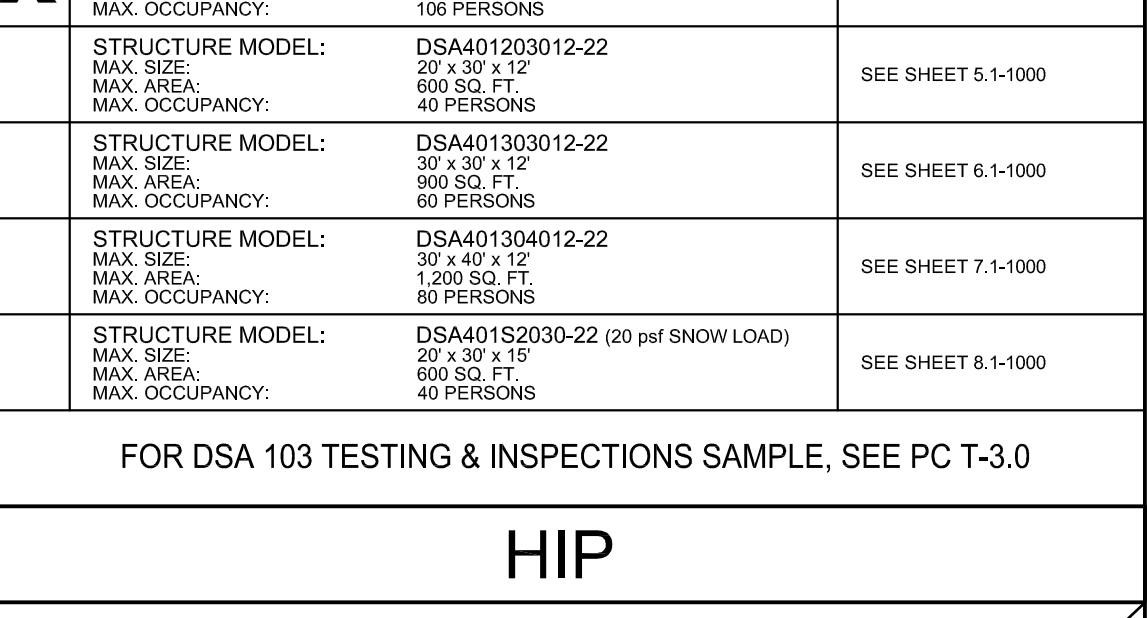 MAX. OCCUPANCY: 106 PERSONS
STRUCTURE MODEL: DSA401203012-22
MAX. SIZE: 20' x 30' x 12'
MAX. AREA: 600 SQ. FT.
MAX. OCCUPANCY: 40 PERSONS
SEE SHEET 5.1-1000
STRUCTURE MODEL: DSA401303012-22
MAX. SIZE: 30' x 30' x 12'
MAX. AREA: 900 SQ. FT.
MAX. OCCUPANCY: 60 PERSONS
SEE SHEET 6.1-1000
STRUCTURE MODEL: DSA401304012-22
MAX. SIZE: 30' x 40' x 12'
MAX. AREA: 1,200 SQ. FT.
MAX. OCCUPANCY: 80 PERSONS
SEE SHEET 7.1-1000
STRUCTURE MODEL: DSA401S2030-22 (20 psf SNOW LOAD)
MAX. SIZE: 20' x 30' x 15'
MAX. AREA: 600 SQ. FT.
MAX. OCCUPANCY: 40 PERSONS
SEE SHEET 8.1-1000
FOR DSA 103 TESTING & INSPECTIONS SAMPLE, SEE PC T-3.0
HIP